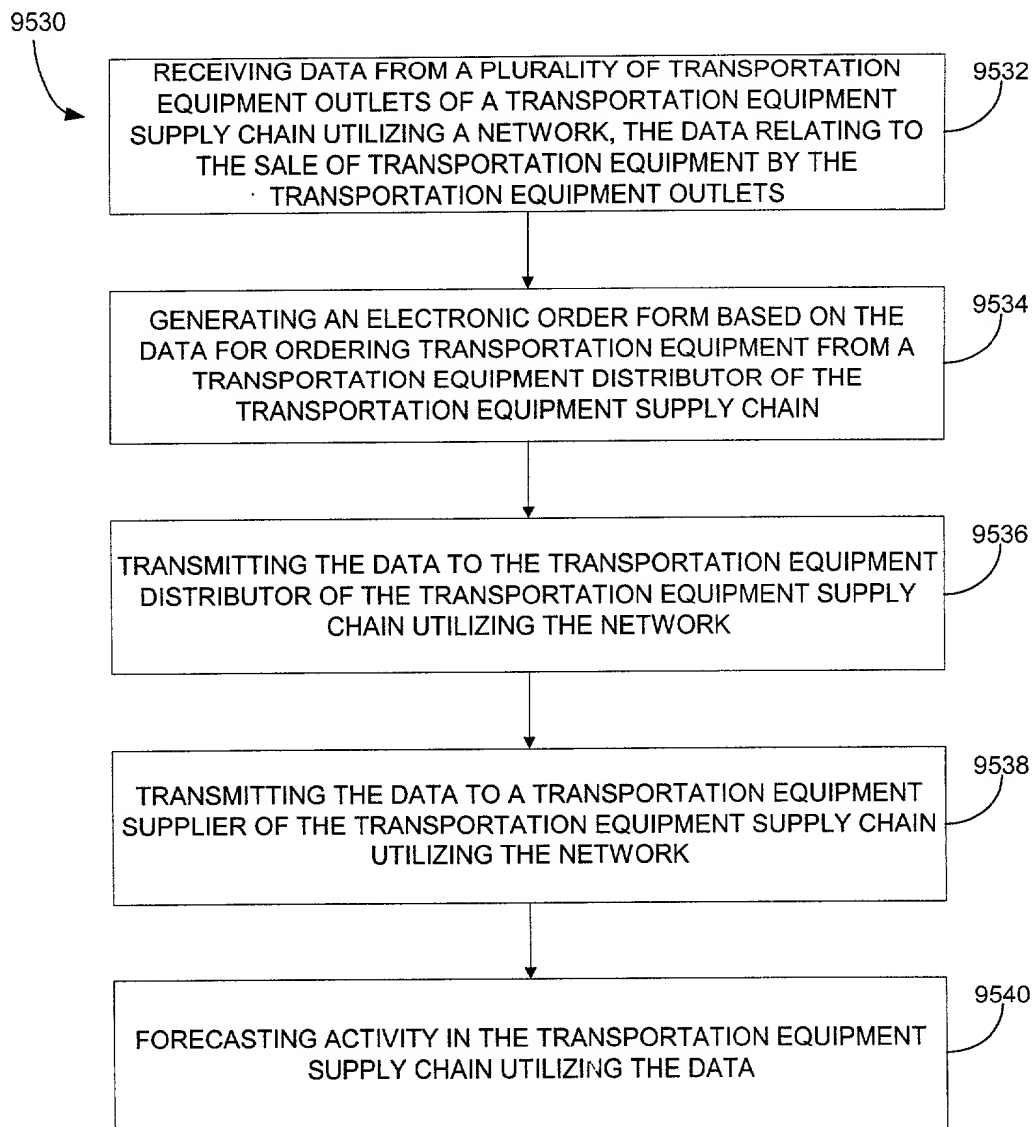 9530
RECEIVING DATA FROM A PLURALITY OF TRANSPORTATION
EQUIPMENT OUTLETS OF A TRANSPORTATION EQUIPMENT
SUPPLY CHAIN UTILIZING A NETWORK, THE DATA RELATING TO
THE SALE OF TRANSPORTATION EQUIPMENT BY THE
TRANSPORTATION EQUIPMENT OUTLETS
9532
GENERATING AN ELECTRONIC ORDER FORM BASED ON THE
DATA FOR ORDERING TRANSPORTATION EQUIPMENT FROM A
TRANSPORTATION EQUIPMENT DISTRIBUTOR OF THE
TRANSPORTATION EQUIPMENT SUPPLY CHAIN
9534
TRANSMITTING THE DATA TO THE TRANSPORTATION EQUIPMENT
DISTRIBUTOR OF THE TRANSPORTATION EQUIPMENT SUPPLY
CHAIN UTILIZING THE NETWORK
9536
TRANSMITTING THE DATA TO A TRANSPORTATION EQUIPMENT
SUPPLIER OF THE TRANSPORTATION EQUIPMENT SUPPLY CHAIN
UTILIZING THE NETWORK
9538
FORECASTING ACTIVITY IN THE TRANSPORTATION EQUIPMENT
SUPPLY CHAIN UTILIZING THE DATA
9540